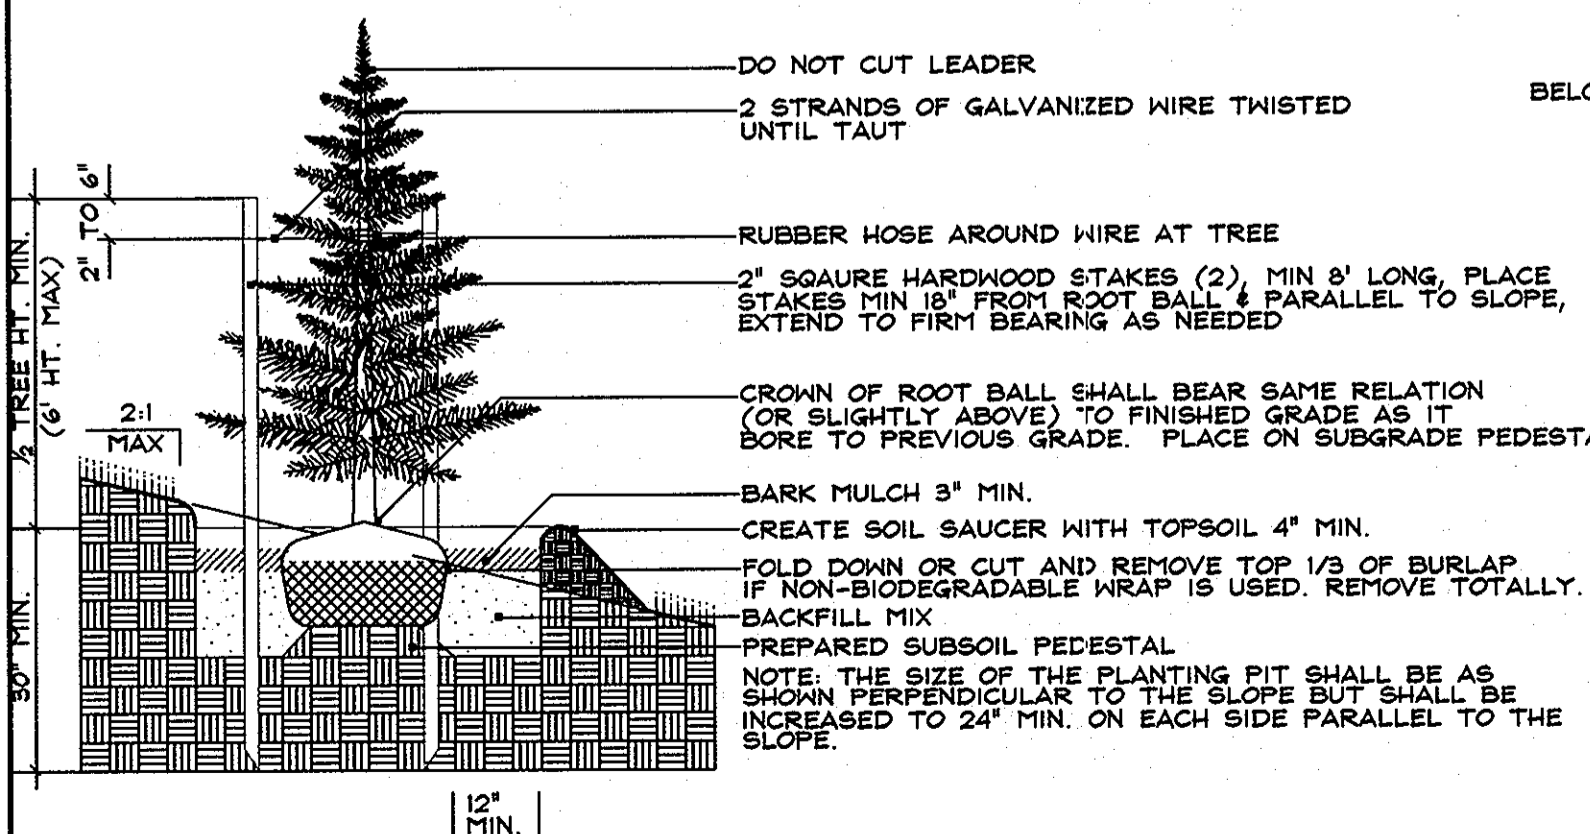 DO NOT CUT LEADER
2 STRANDS OF GALVANIZED WIRE TWISTED
UNTIL TAUT
RUBBER HOSE AROUND WIRE AT TREE
2" SQAURE HARDWOOD STAKES (2), MIN 8' LONG, PLACE
STAKES MIN 18" FROM ROOT BALL & PARALLEL TO SLOPE,
EXTEND TO FIRM BEARING AS NEEDED
CROWN OF ROOT BALL SHALL BEAR SAME RELATION
(OR SLIGHTLY ABOVE) TO FINISHED GRADE AS IT
BORE TO PREVIOUS GRADE. PLACE ON SUBGRADE PEDESTA
BARK MULCH 3" MIN.
CREATE SOIL SAUCER WITH TOPSOIL 4" MIN.
FOLD DOWN OR CUT AND REMOVE TOP 1/3 OF BURLAP
IF NON-BIODEGRADABLE WRAP IS USED. REMOVE TOTALLY.
BACKFILL MIX
PREPARED SUBSOIL PEDESTAL
NOTE: THE SIZE OF THE PLANTING PIT SHALL BE AS
SHOWN PERPENDICULAR TO THE SLOPE BUT SHALL BE
INCREASED TO 24" MIN. ON EACH SIDE PARALLEL TO THE
SLOPE.
BELO
2" TO 6"
1/2 TREE HT. MIN.
(6' HT. MAX)
2:1
MAX
30" MIN.
12"
MIN.